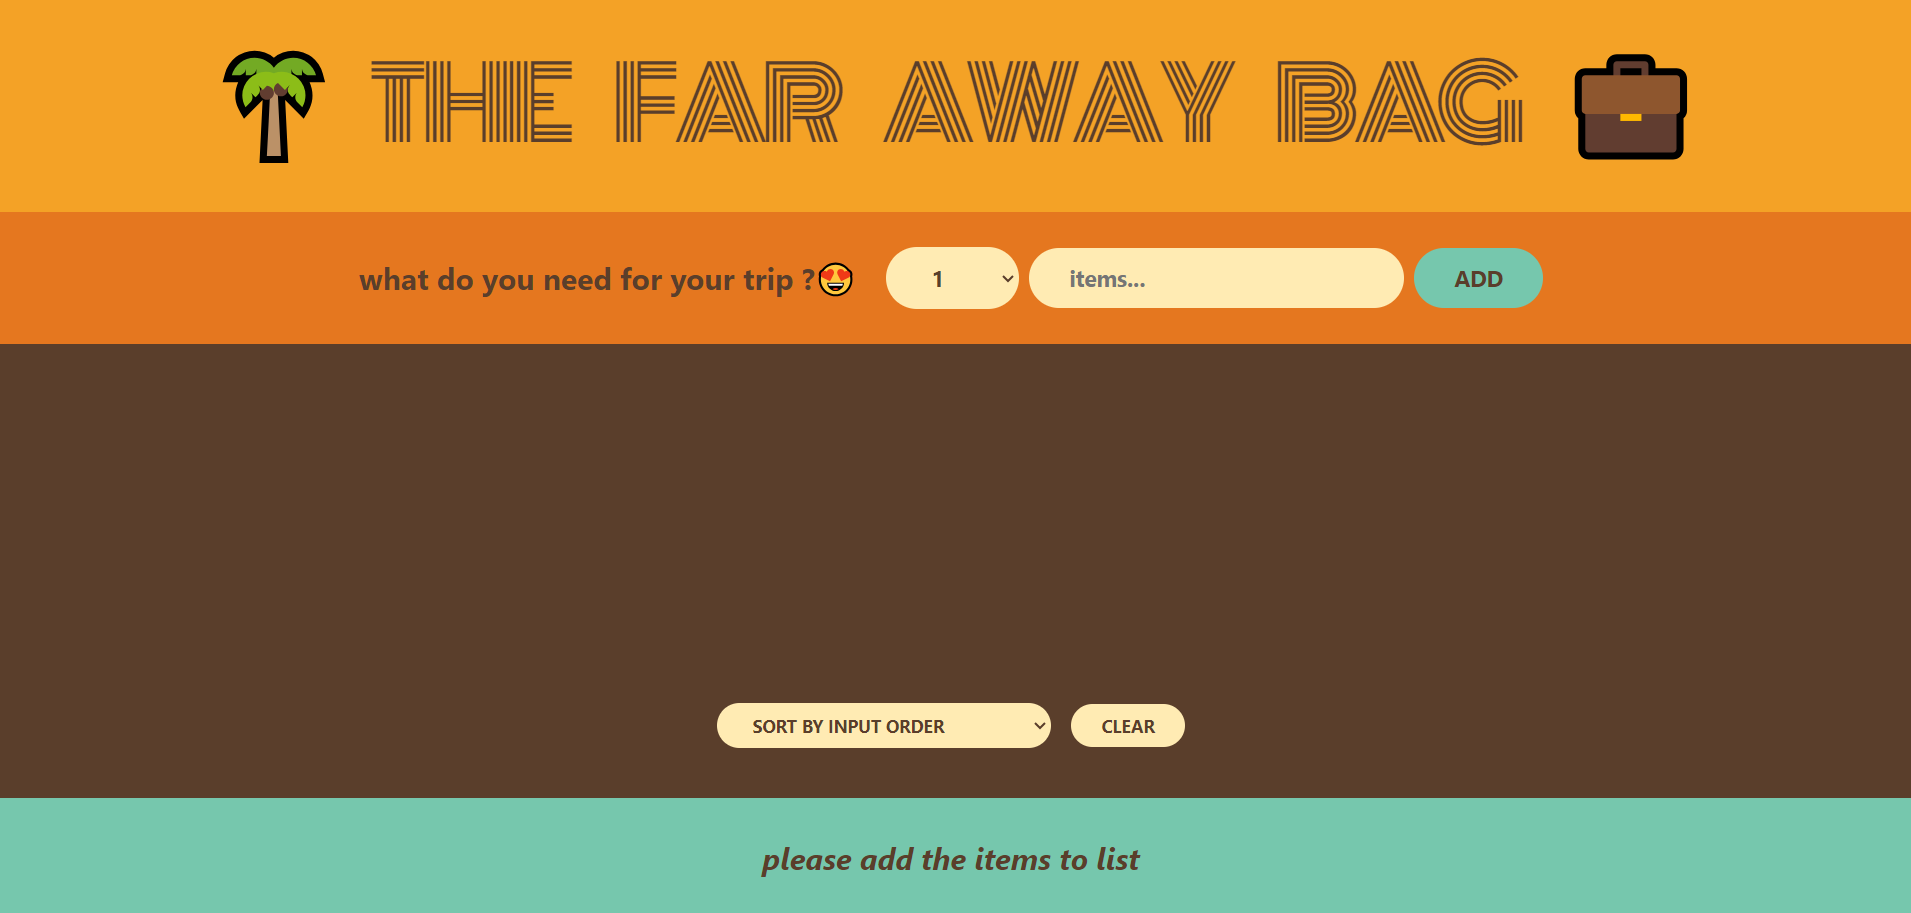 THE FAR AWAY BAG
what do you need for your trip ?😍 1 items... ADD
SORT BY INPUT ORDER CLEAR
please add the items to list